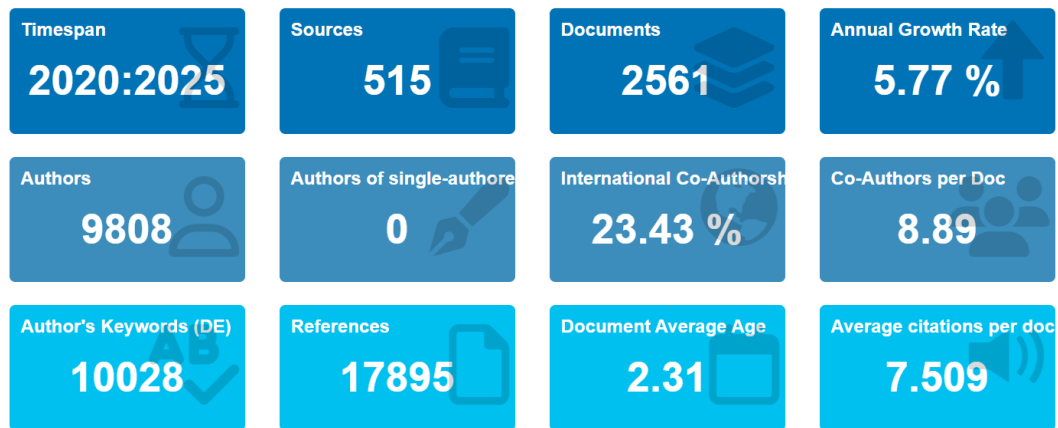 Timespan
2020:2025
Sources
515
Documents
2561
Annual Growth Rate
5.77 %
Authors
9808
Authors of single-authore
0
International Co-Authorsh
23.43 %
Co-Authors per Doc
8.89
Author's Keywords (DE)
10028
AB
References
17895
Document Average Age
2.31
Average citations per doc
7.509